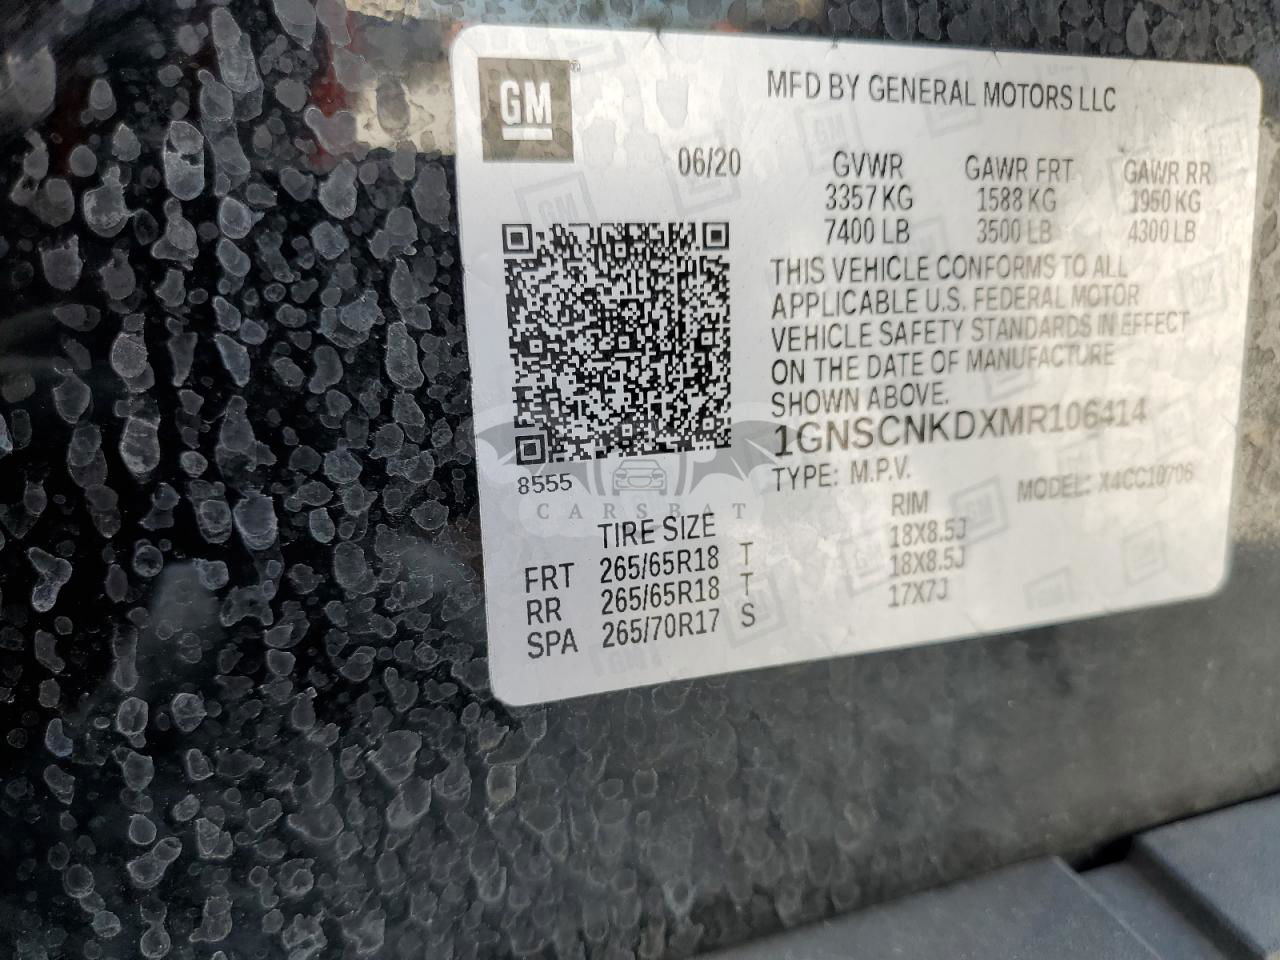 GM
MFD BY GENERAL MOTORS LLC
06/20 GVWR GAWR FRT GAWR RR
3357 KG 1588 KG 1950 KG
7400 LB 3500 LB 4300 LB
THIS VEHICLE CONFORMS TO ALL
APPLICABLE U.S. FEDERAL MOTOR
VEHICLE SAFETY STANDARDS IN EFFECT
ON THE DATE OF MANUFACTURE
SHOWN ABOVE.
1GNSCNKDXMR106414
TYPE: M.P.V. MODEL: X4CC10706
8555
CARSBAT
TIRE SIZE RIM
FRT 265/65R18 T 18X8.5J
RR 265/65R18 T 18X8.5J
SPA 265/70R17 S 17X7J